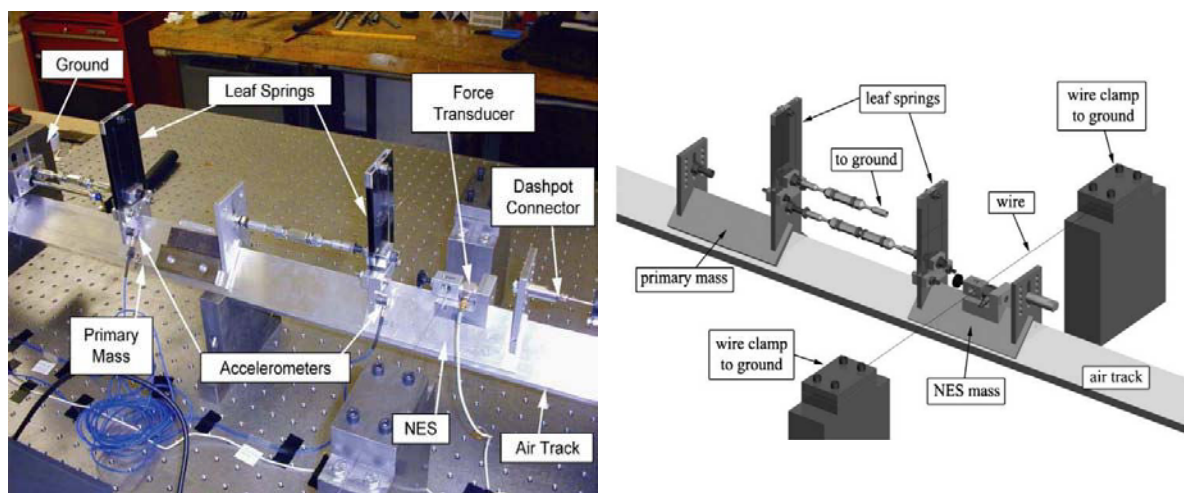 Ground
Leaf Springs
Force
Transducer
Dashpot
Connector
Primary
Mass
Accelerometers
NES
Air Track
leaf springs
wire clamp
to ground
to ground
wire
primary mass
wire clamp
to ground
NES mass
air track